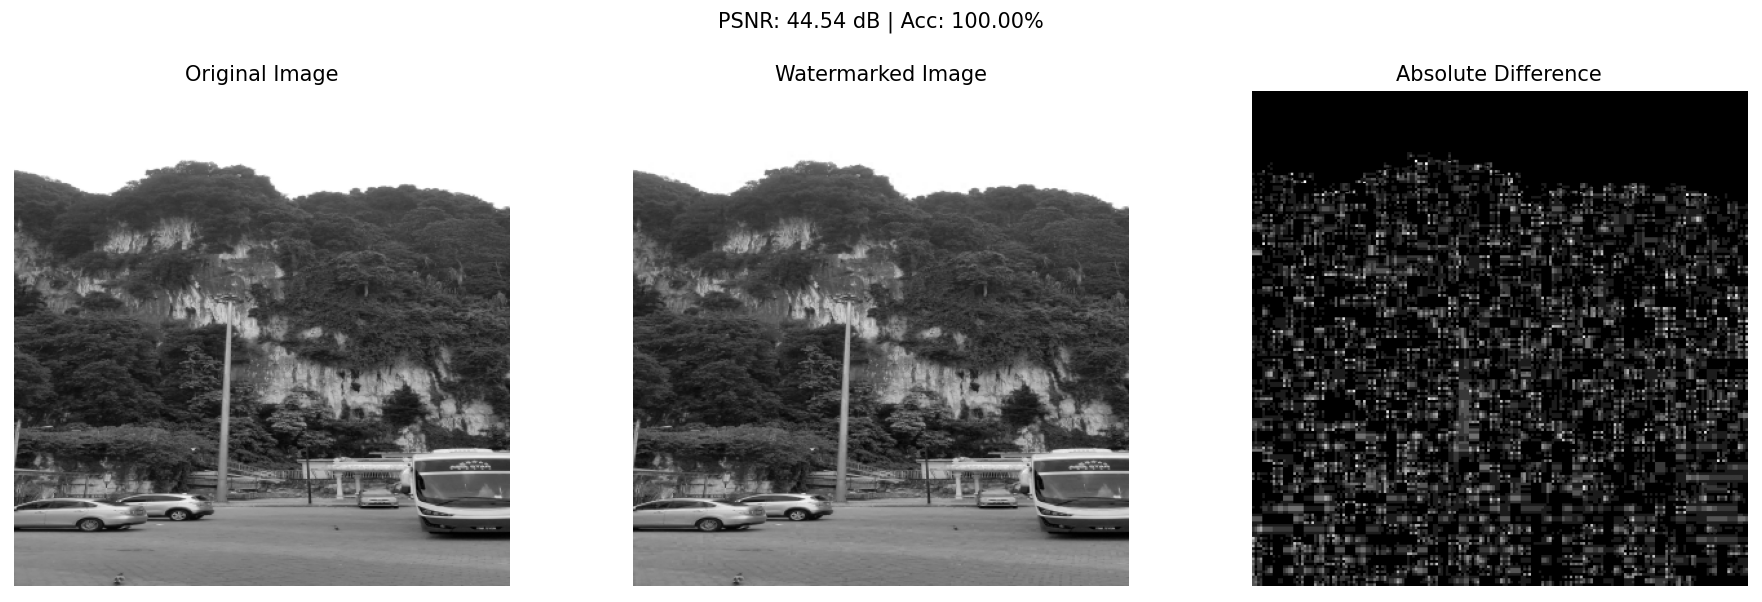 PSNR: 44.54 dB | Acc: 100.00%
Original Image
Watermarked Image
Absolute Difference